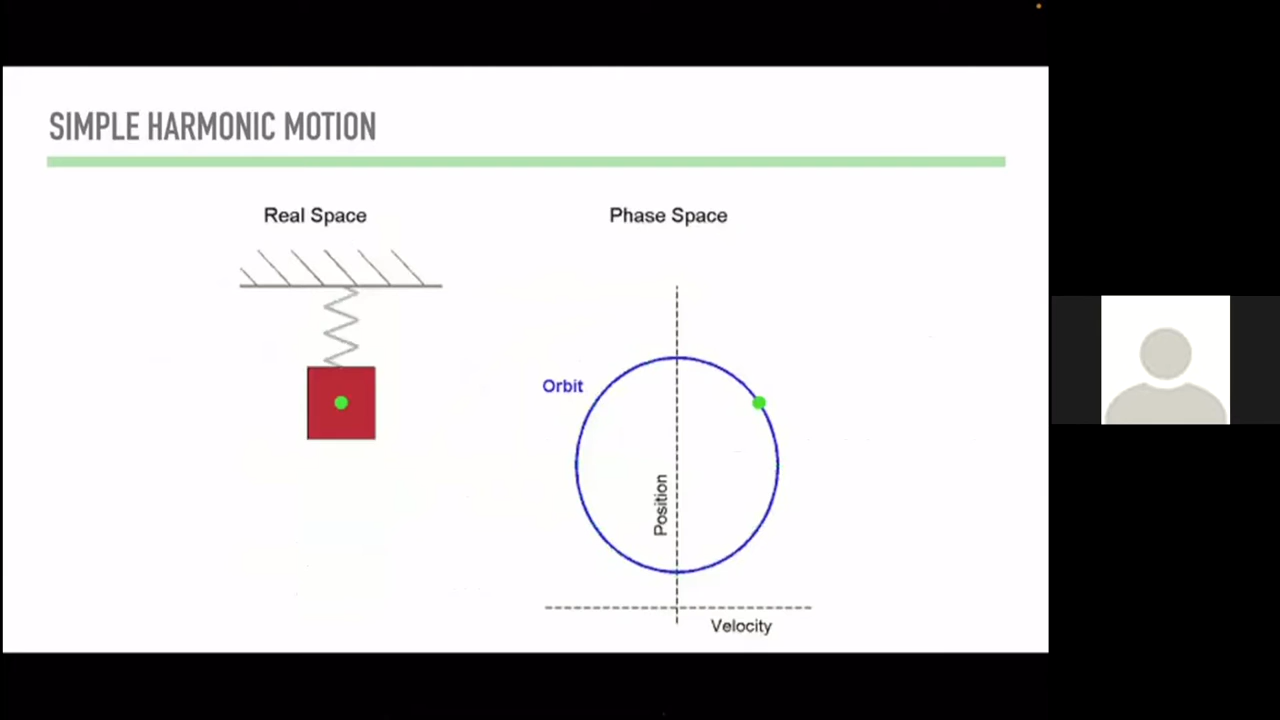 SIMPLE HARMONIC MOTION
Real Space
Phase Space
Orbit
Position
Velocity